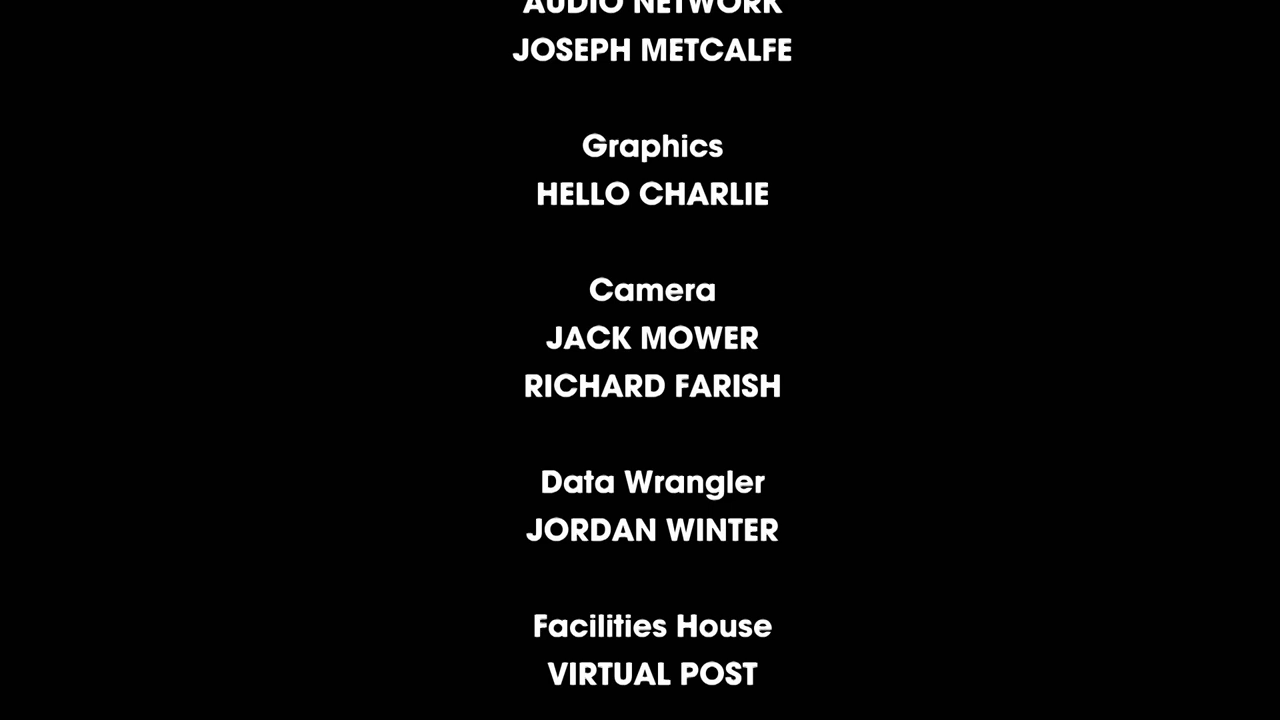 AUDIO NETWORK
JOSEPH METCALFE
Graphics
HELLO CHARLIE
Camera
JACK MOWER
RICHARD FARISH
Data Wrangler
JORDAN WINTER
Facilities House
VIRTUAL POST